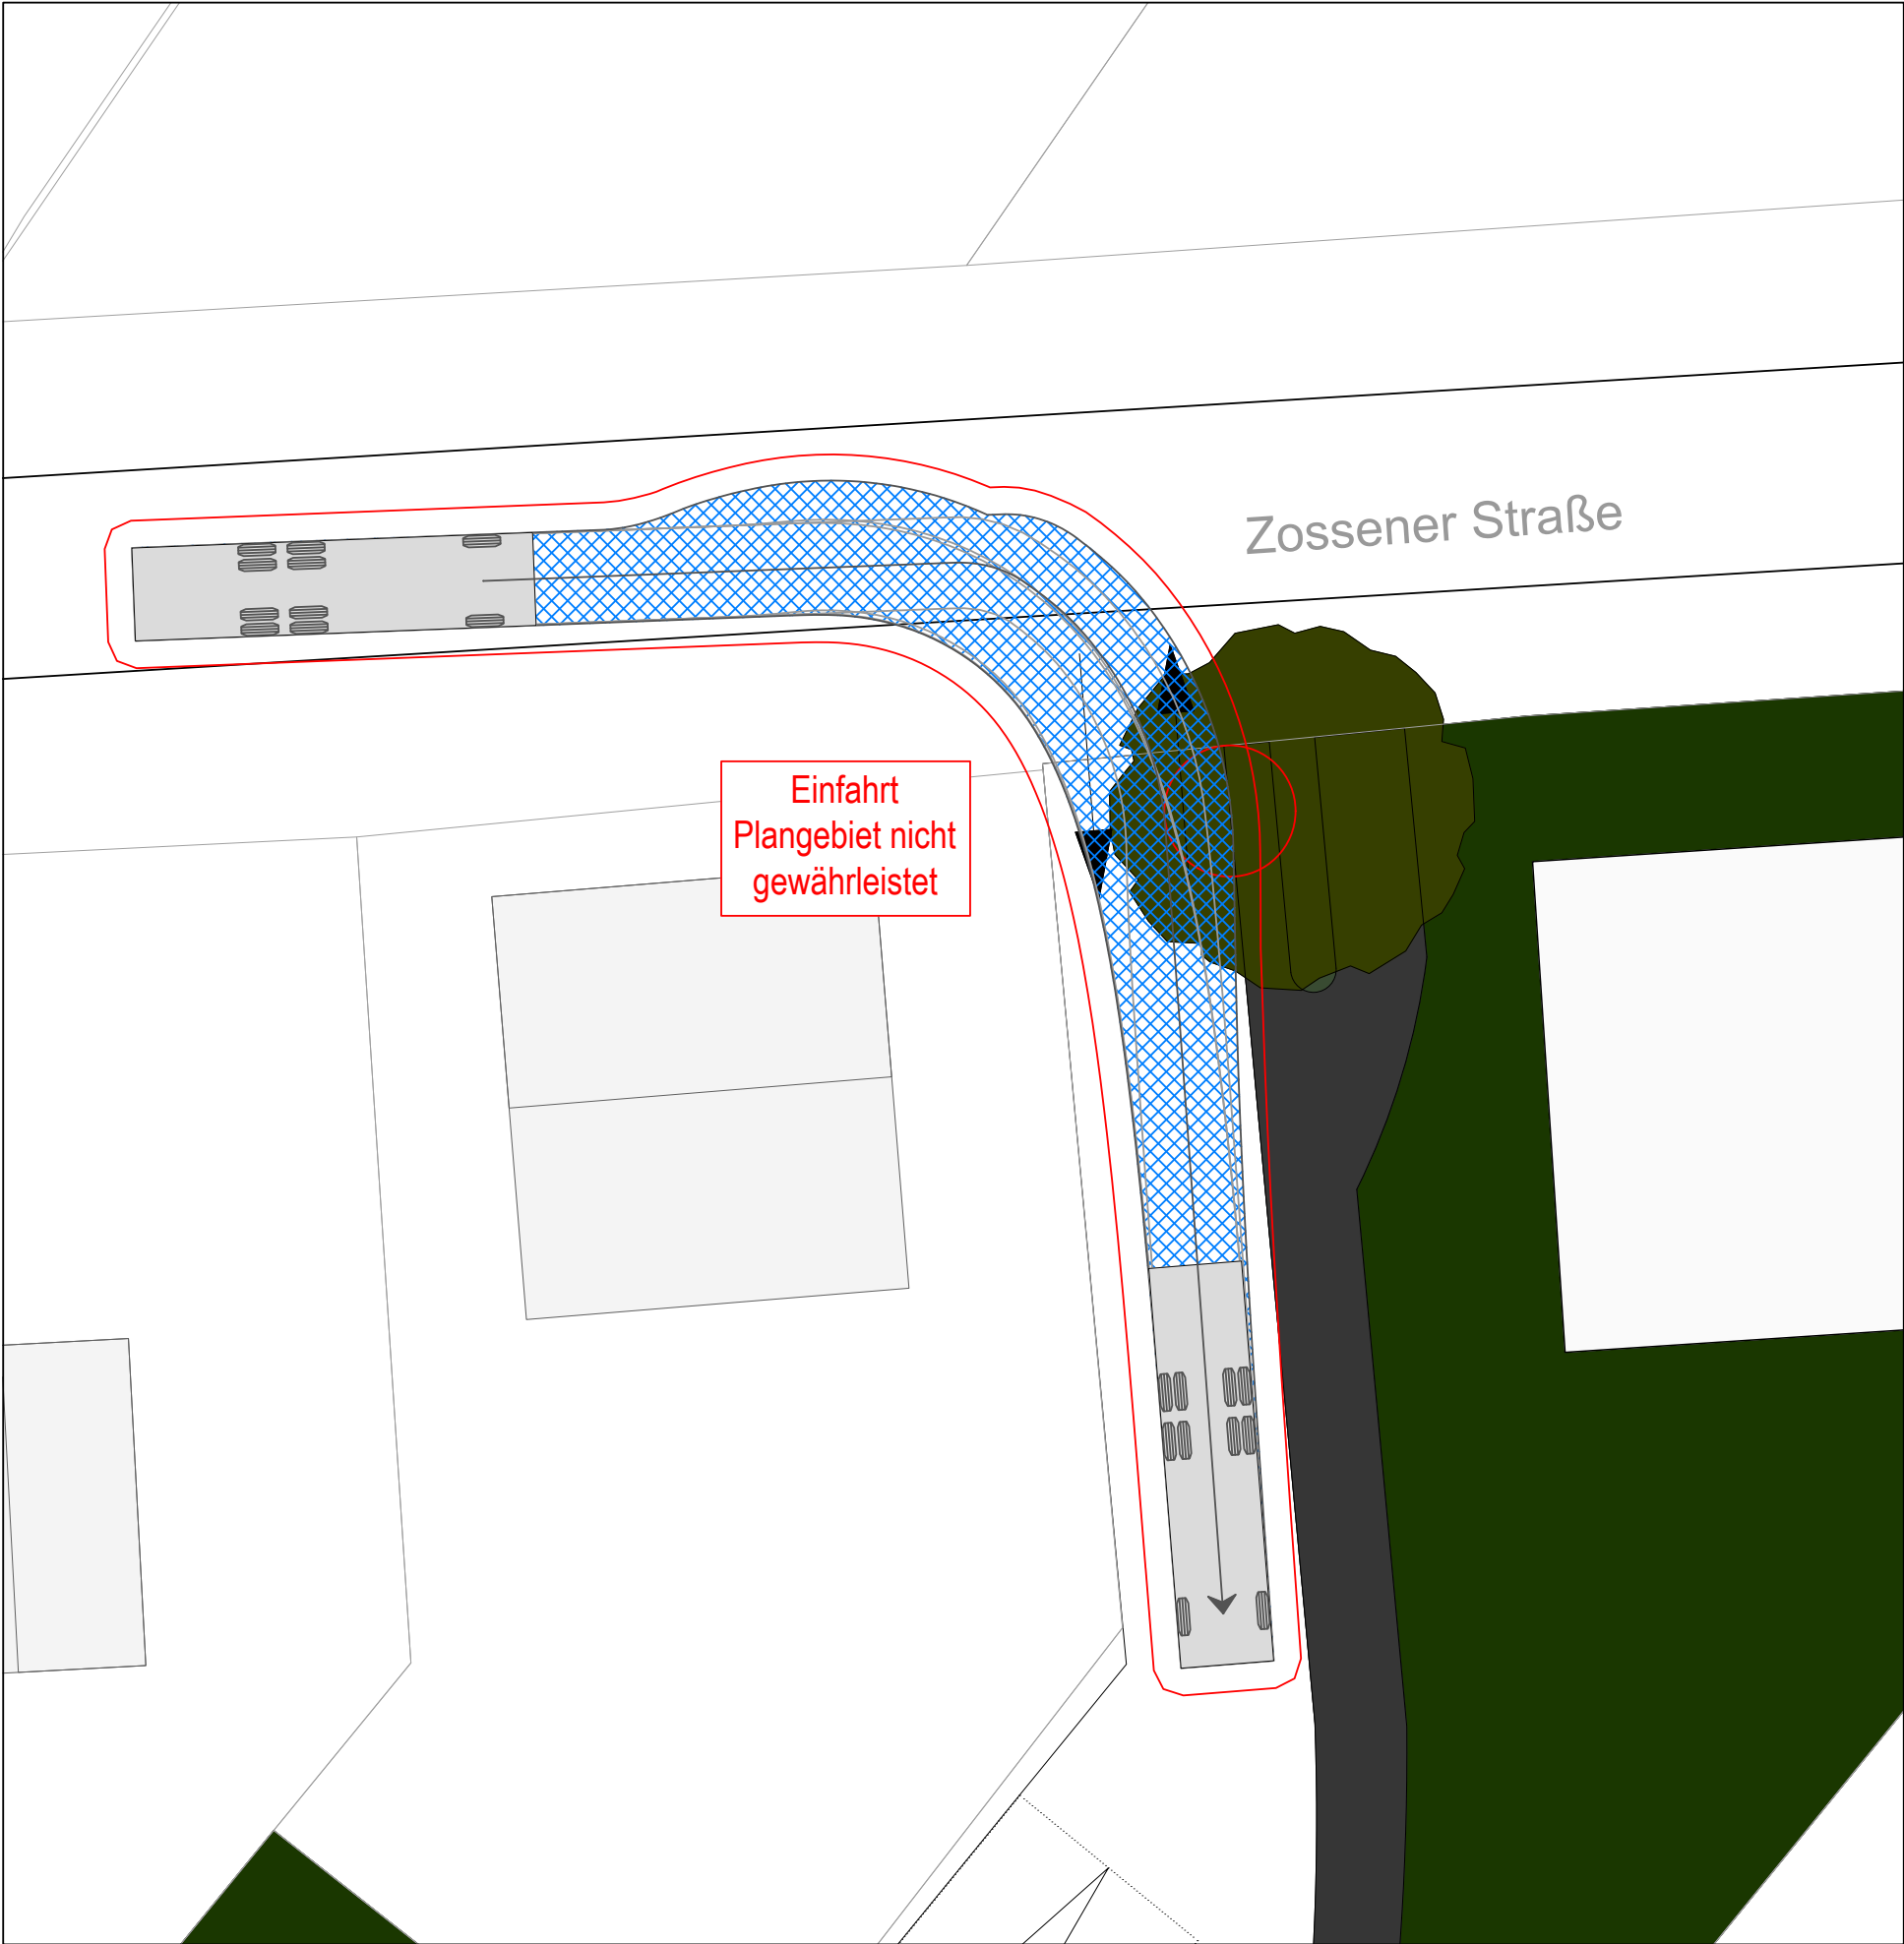 Zossener Straße
Einfahrt
Plangebiet nicht
gewährleistet